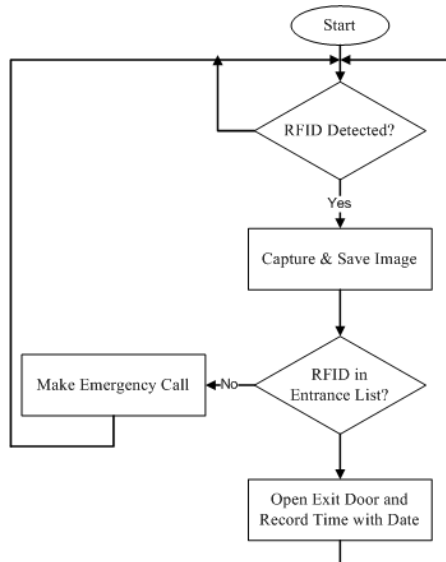 Start
RFID Detected?
Yes
Capture & Save Image
RFID in
Entrance List?
No
Make Emergency Call
Open Exit Door and
Record Time with Date